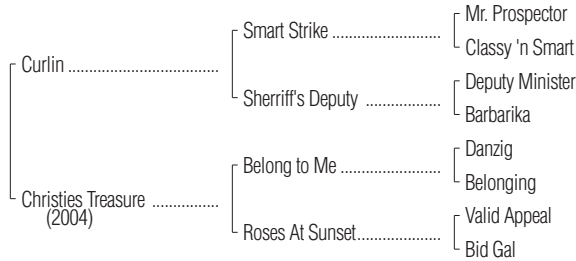 Mr. Prospector
Smart Strike ......................
Classy 'n Smart
Curlin ...............................
Deputy Minister
Sherriff's Deputy ...............
Barbarika
Danzig
Belong to Me ....................
Belonging
Christies Treasure ..............
(2004)
Valid Appeal
Roses At Sunset.................
Bid Gal